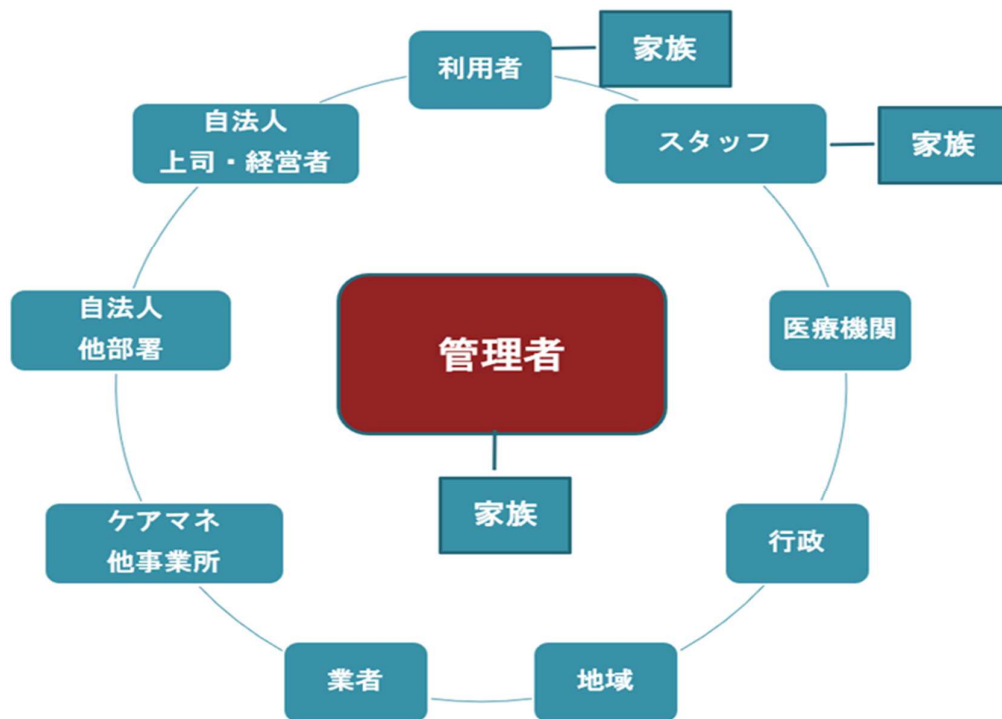 利用者
家族
スタッフ
家族
医療機関
行政
地域
業者
ケアマネ
他事業所
自法人
他部署
自法人
上司・経営者
管理者
家族